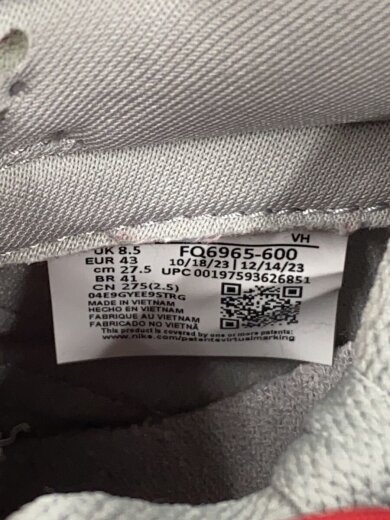 VH
UK 8.5 FQ6965-600
EUR 43 10/18/23 | 12/14/23
cm 27.5 UPC 00197593626851
BR 41
CN 275(2.5)
04E9GYEE95TRG
MADE IN VIETNAM
HECHO EN VIETNAM
FABRIQUE AU VIETNAM
FABRICADO NO VIETNÃ
This product is covered by one or more patents:
www.nike.com/patentsvirtualmarking